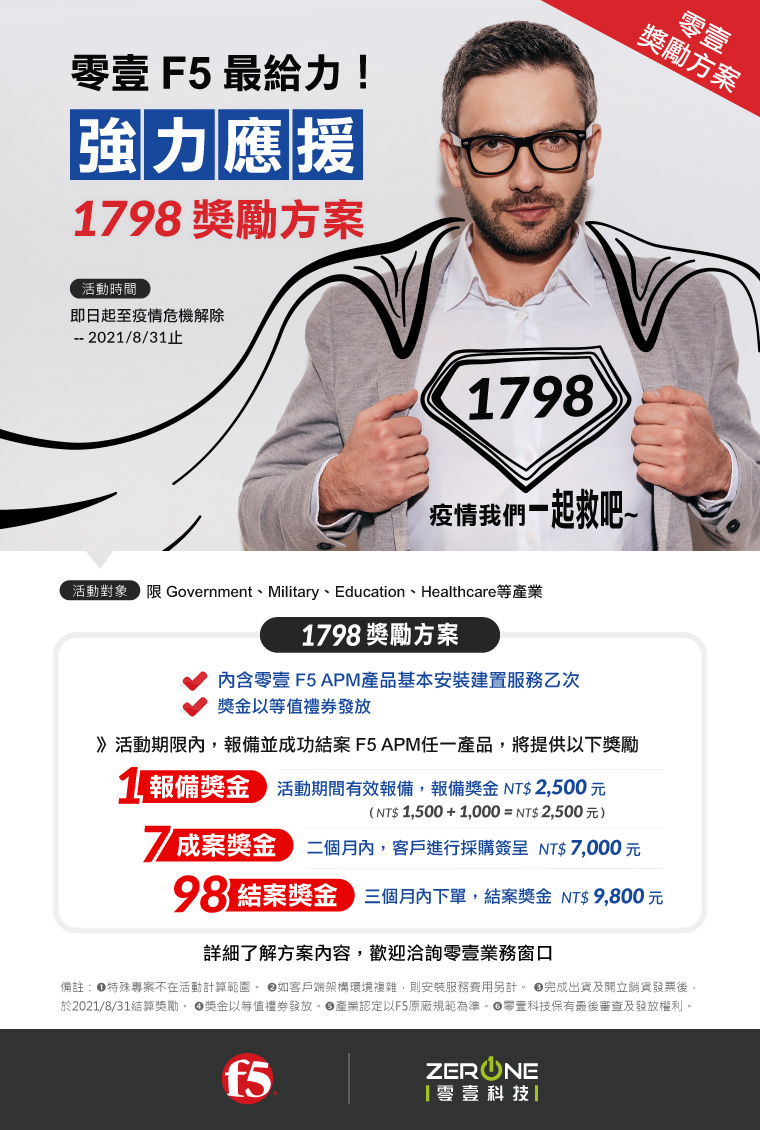 零壹
獎勵方案
零壹 F5 最給力！
強力應援
1798 獎勵方案
活動時間
即日起至疫情危機解除
-- 2021/8/31止
1798
疫情我們一起救吧~
活動對象 限 Government、Military、Education、Healthcare等產業
1798 獎勵方案
內含零壹 F5 APM產品基本安裝建置服務乙次
獎金以等值禮券發放
》活動期限內，報備並成功結案 F5 APM任一產品，將提供以下獎勵
1 報備獎金 活動期間有效報備，報備獎金 NT$ 2,500 元
( NT$ 1,500 + 1,000 = NT$ 2,500 元 )
7 成案獎金 二個月內，客戶進行採購簽呈 NT$ 7,000 元
98 結案獎金 三個月內下單，結案獎金 NT$ 9,800 元
詳細了解方案內容，歡迎洽詢零壹業務窗口
備註：❶特殊專案不在活動計算範圍。 ❷如客戶端架構環境複雜，則安裝服務費用另計。 ❸完成出貨及開立銷貨發票後，
於2021/8/31結算獎勵。 ❹獎金以等值禮券發放。❺產業認定以F5原廠規範為準。❻零壹科技保有最後審查及發放權利。
f5
ZERONE
零壹科技